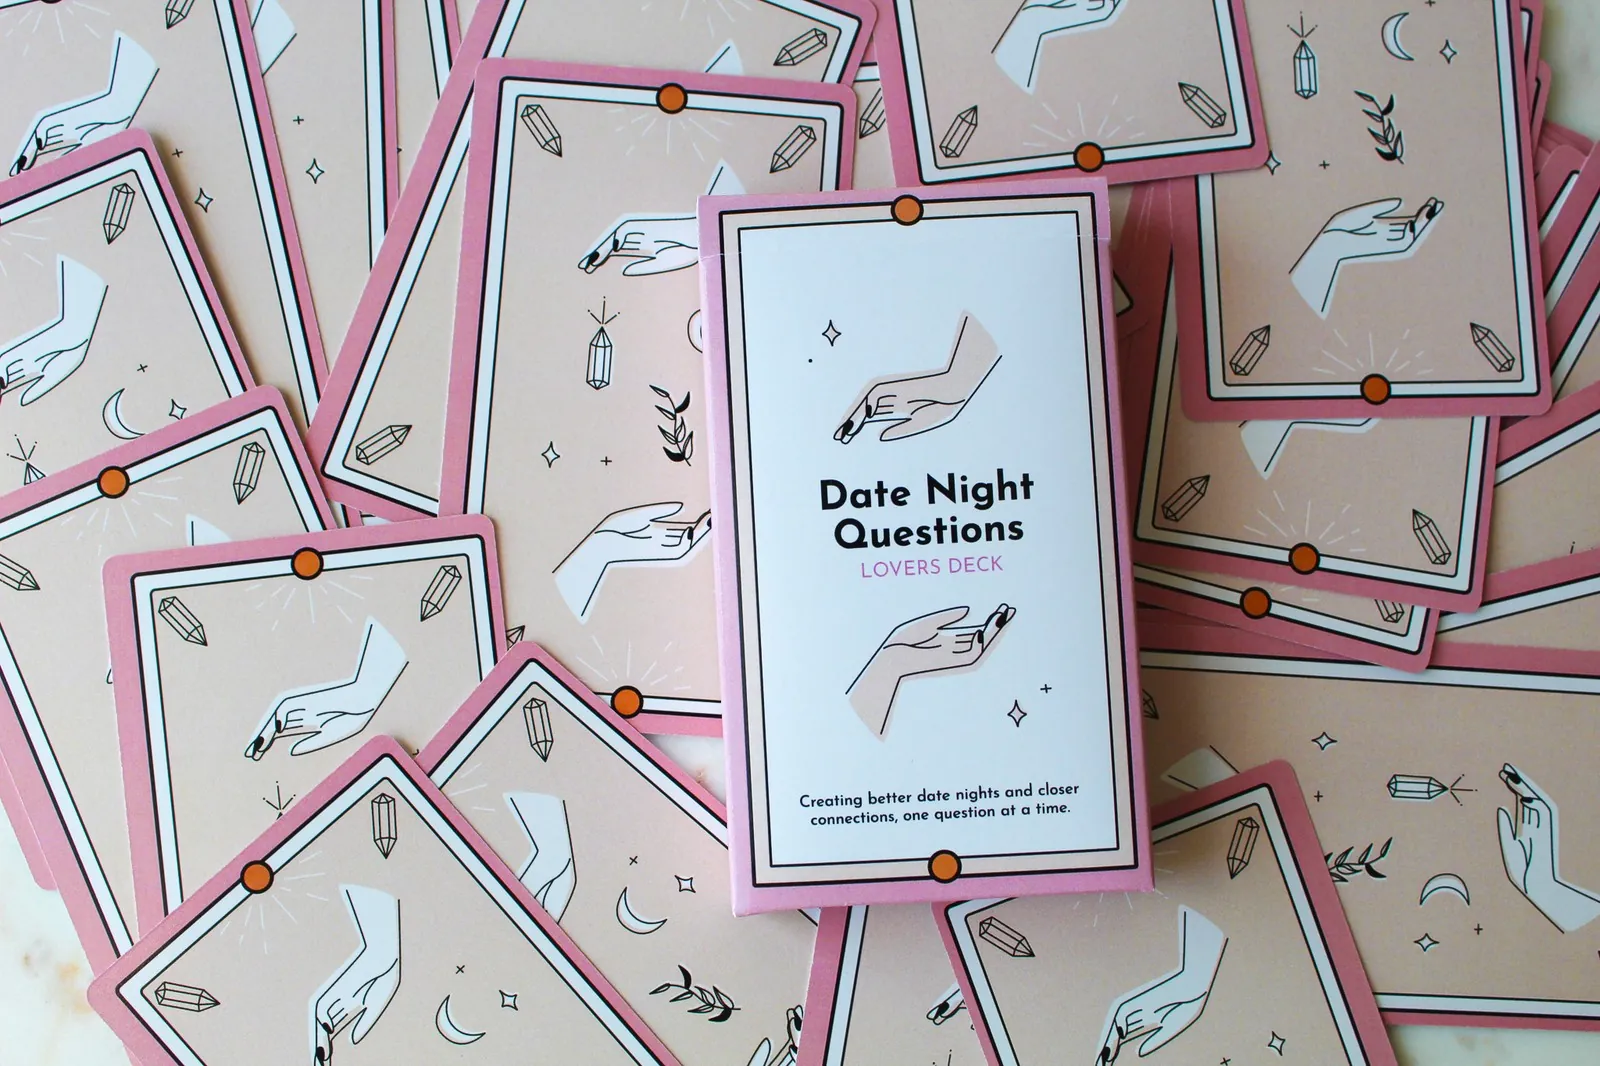 Date Night
Questions
LOVERS DECK
Creating better date nights and closer
connections, one question at a time.